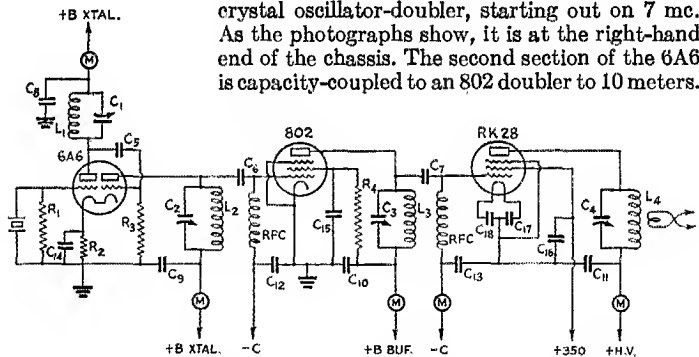 crystal oscillator-doubler, starting out on 7 mc.
As the photographs show, it is at the right-hand
end of the chassis. The second section of the 6A6
is capacity-coupled to an 802 doubler to 10 meters.
+B XTAL.
M
C8
L1
C1
C5
6A6
802
RK 28
C6
C7
R1
C14
R2
R3
C2
L2
RFC
C15
R4
C3
L3
RFC
C18
C17
C16
C4
L4
C9
C12
C10
C13
C11
M
M
M
M
+B XTAL.
-C
+B BUF.
-C
+350
+H.V.